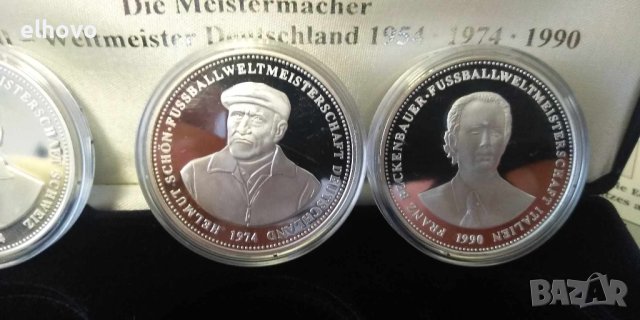 elhovo
Die Meistermacher
– Weltmeister Deutschland 1954 · 1974 · 1990
HELMUT SCHÖN · FUSSBALLWELTMEISTERSCHAFT DEUTSCHLAND
1974
FRANZ BECKENBAUER · FUSSBALLWELTMEISTERSCHAFT ITALIEN
1990
BAZAR